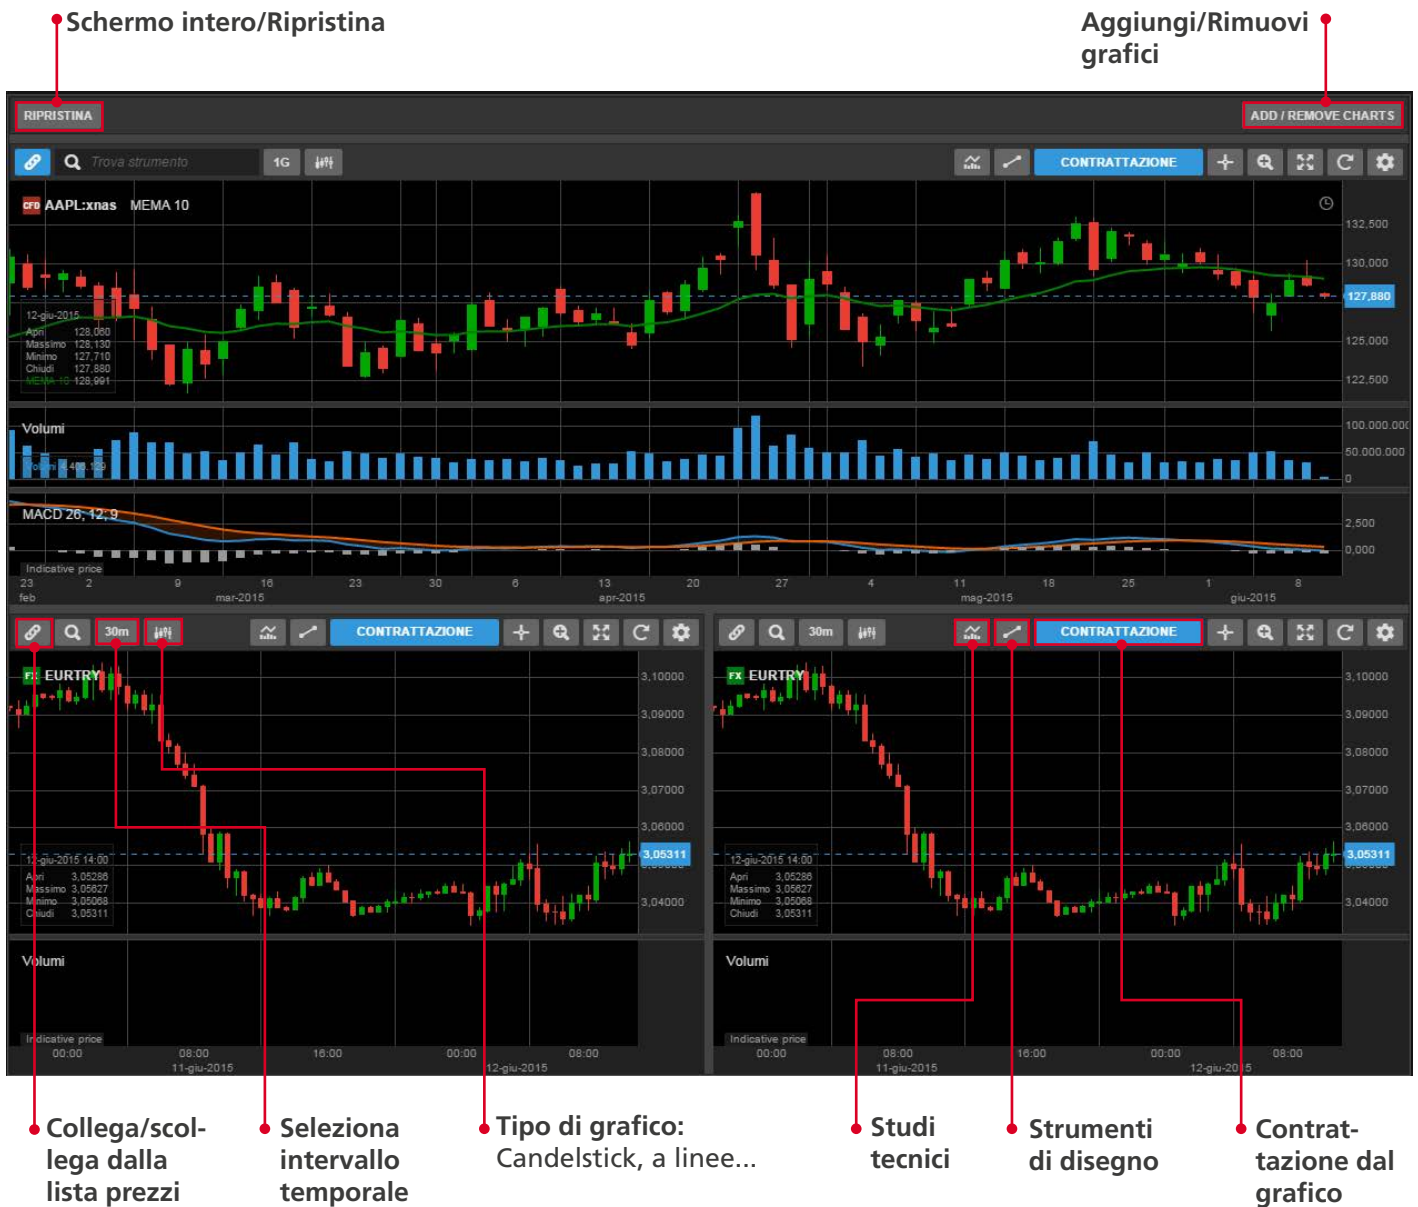 Schermo intero/Ripristina
Aggiungi/Rimuovi
grafici
RIPRISTINA
ADD / REMOVE CHARTS
Trova strumento
1G
CONTRATTAZIONE
CFD AAPL:xnas MEMA 10
132,500
130,000
127,880
125,000
122,500
12-giu-2015
Apri 128,060
Massimo 128,130
Minimo 127,710
Chiudi 127,880
MEMA 10 128,991
Volumi
Volumi 4.406.129
100.000.000
50.000.000
0
MACD 26; 12; 9
2,500
0,000
Indicative price
23 2 9 16 23 30 6 13 20 27 4 11 18 25 1 8
feb mar-2015 apr-2015 mag-2015 giu-2015
30m
CONTRATTAZIONE
FX EURTRY
3,10000
3,09000
3,08000
3,07000
3,06000
3,05311
3,04000
12-giu-2015 14:00
Apri 3,05286
Massimo 3,05627
Minimo 3,05068
Chiudi 3,05311
Volumi
Indicative price
00:00 08:00 16:00 00:00 08:00
11-giu-2015 12-giu-2015
30m
CONTRATTAZIONE
FX EURTRY
3,10000
3,09000
3,08000
3,07000
3,06000
3,05311
3,04000
12-giu-2015 14:00
Apri 3,05286
Massimo 3,05627
Minimo 3,05068
Chiudi 3,05311
Volumi
Indicative price
00:00 08:00 16:00 00:00 08:00
11-giu-2015 12-giu-2015
Collega/scol-
lega dalla
lista prezzi
Seleziona
intervallo
temporale
Tipo di grafico:
Candelstick, a linee...
Studi
tecnici
Strumenti
di disegno
Contrat-
tazione dal
grafico